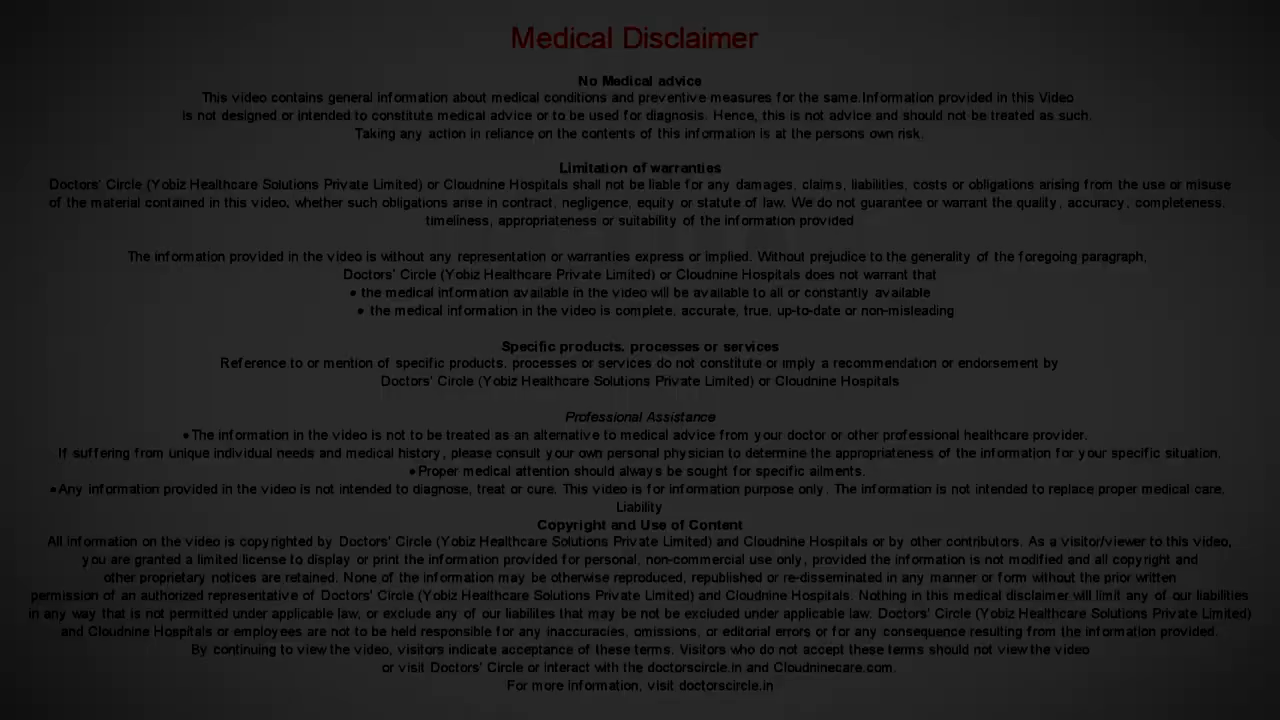 Medical Disclaimer
No Medical advice
This video contains general information about medical conditions and preventive measures for the same.Information provided in this Video
is not designed or intended to constitute medical advice or to be used for diagnosis. Hence, this is not advice and should not be treated as such.
Taking any action in reliance on the contents of this information is at the persons own risk.
Limitation of warranties
Doctors' Circle (Yobiz Healthcare Solutions Private Limited) or Cloudnine Hospitals shall not be liable for any damages, claims, liabilities, costs or obligations arising from the use or misuse
of the material contained in this video, whether such obligations arise in contract, negligence, equity or statute of law. We do not guarantee or warrant the quality, accuracy, completeness,
timeliness, appropriateness or suitability of the information provided
The information provided in the video is without any representation or warranties express or implied. Without prejudice to the generality of the foregoing paragraph,
Doctors' Circle (Yobiz Healthcare Private Limited) or Cloudnine Hospitals does not warrant that
• the medical information available in the video will be available to all or constantly available
• the medical information in the video is complete, accurate, true, up-to-date or non-misleading
Specific products, processes or services
Reference to or mention of specific products, processes or services do not constitute or imply a recommendation or endorsement by
Doctors' Circle (Yobiz Healthcare Solutions Private Limited) or Cloudnine Hospitals
Professional Assistance
•The information in the video is not to be treated as an alternative to medical advice from your doctor or other professional healthcare provider.
If suffering from unique individual needs and medical history, please consult your own personal physician to determine the appropriateness of the information for your specific situation.
•Proper medical attention should always be sought for specific ailments.
•Any information provided in the video is not intended to diagnose, treat or cure. This video is for information purpose only. The information is not intended to replace proper medical care.
Liability
Copyright and Use of Content
All information on the video is copyrighted by Doctors' Circle (Yobiz Healthcare Solutions Private Limited) and Cloudnine Hospitals or by other contributors. As a visitor/viewer to this video,
you are granted a limited license to display or print the information provided for personal, non-commercial use only, provided the information is not modified and all copyright and
other proprietary notices are retained. None of the information may be otherwise reproduced, republished or re-disseminated in any manner or form without the prior written
permission of an authorized representative of Doctors' Circle (Yobiz Healthcare Solutions Private Limited) and Cloudnine Hospitals. Nothing in this medical disclaimer will limit any of our liabilities
in any way that is not permitted under applicable law, or exclude any of our liabilites that may be not be excluded under applicable law. Doctors' Circle (Yobiz Healthcare Solutions Private Limited)
and Cloudnine Hospitals or employees are not to be held responsible for any inaccuracies, omissions, or editorial errors or for any consequence resulting from the information provided.
By continuing to view the video, visitors indicate acceptance of these terms. Visitors who do not accept these terms should not view the video
or visit Doctors' Circle or interact with the doctorscircle.in and Cloudninecare.com.
For more information, visit doctorscircle.in